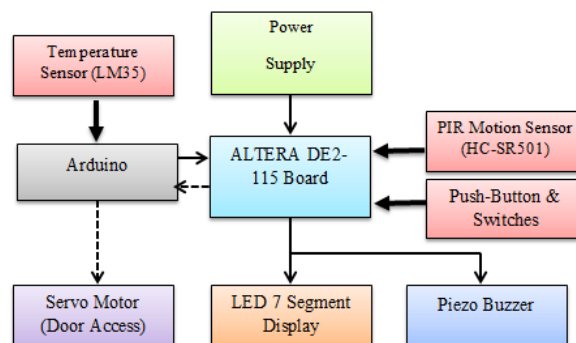 Temperature
Sensor (LM35)
Power
Supply
Arduino
ALTERA DE2-
115 Board
PIR Motion Sensor
(HC-SR501)
Push-Button &
Switches
Servo Motor
(Door Access)
LED 7 Segment
Display
Piezo Buzzer